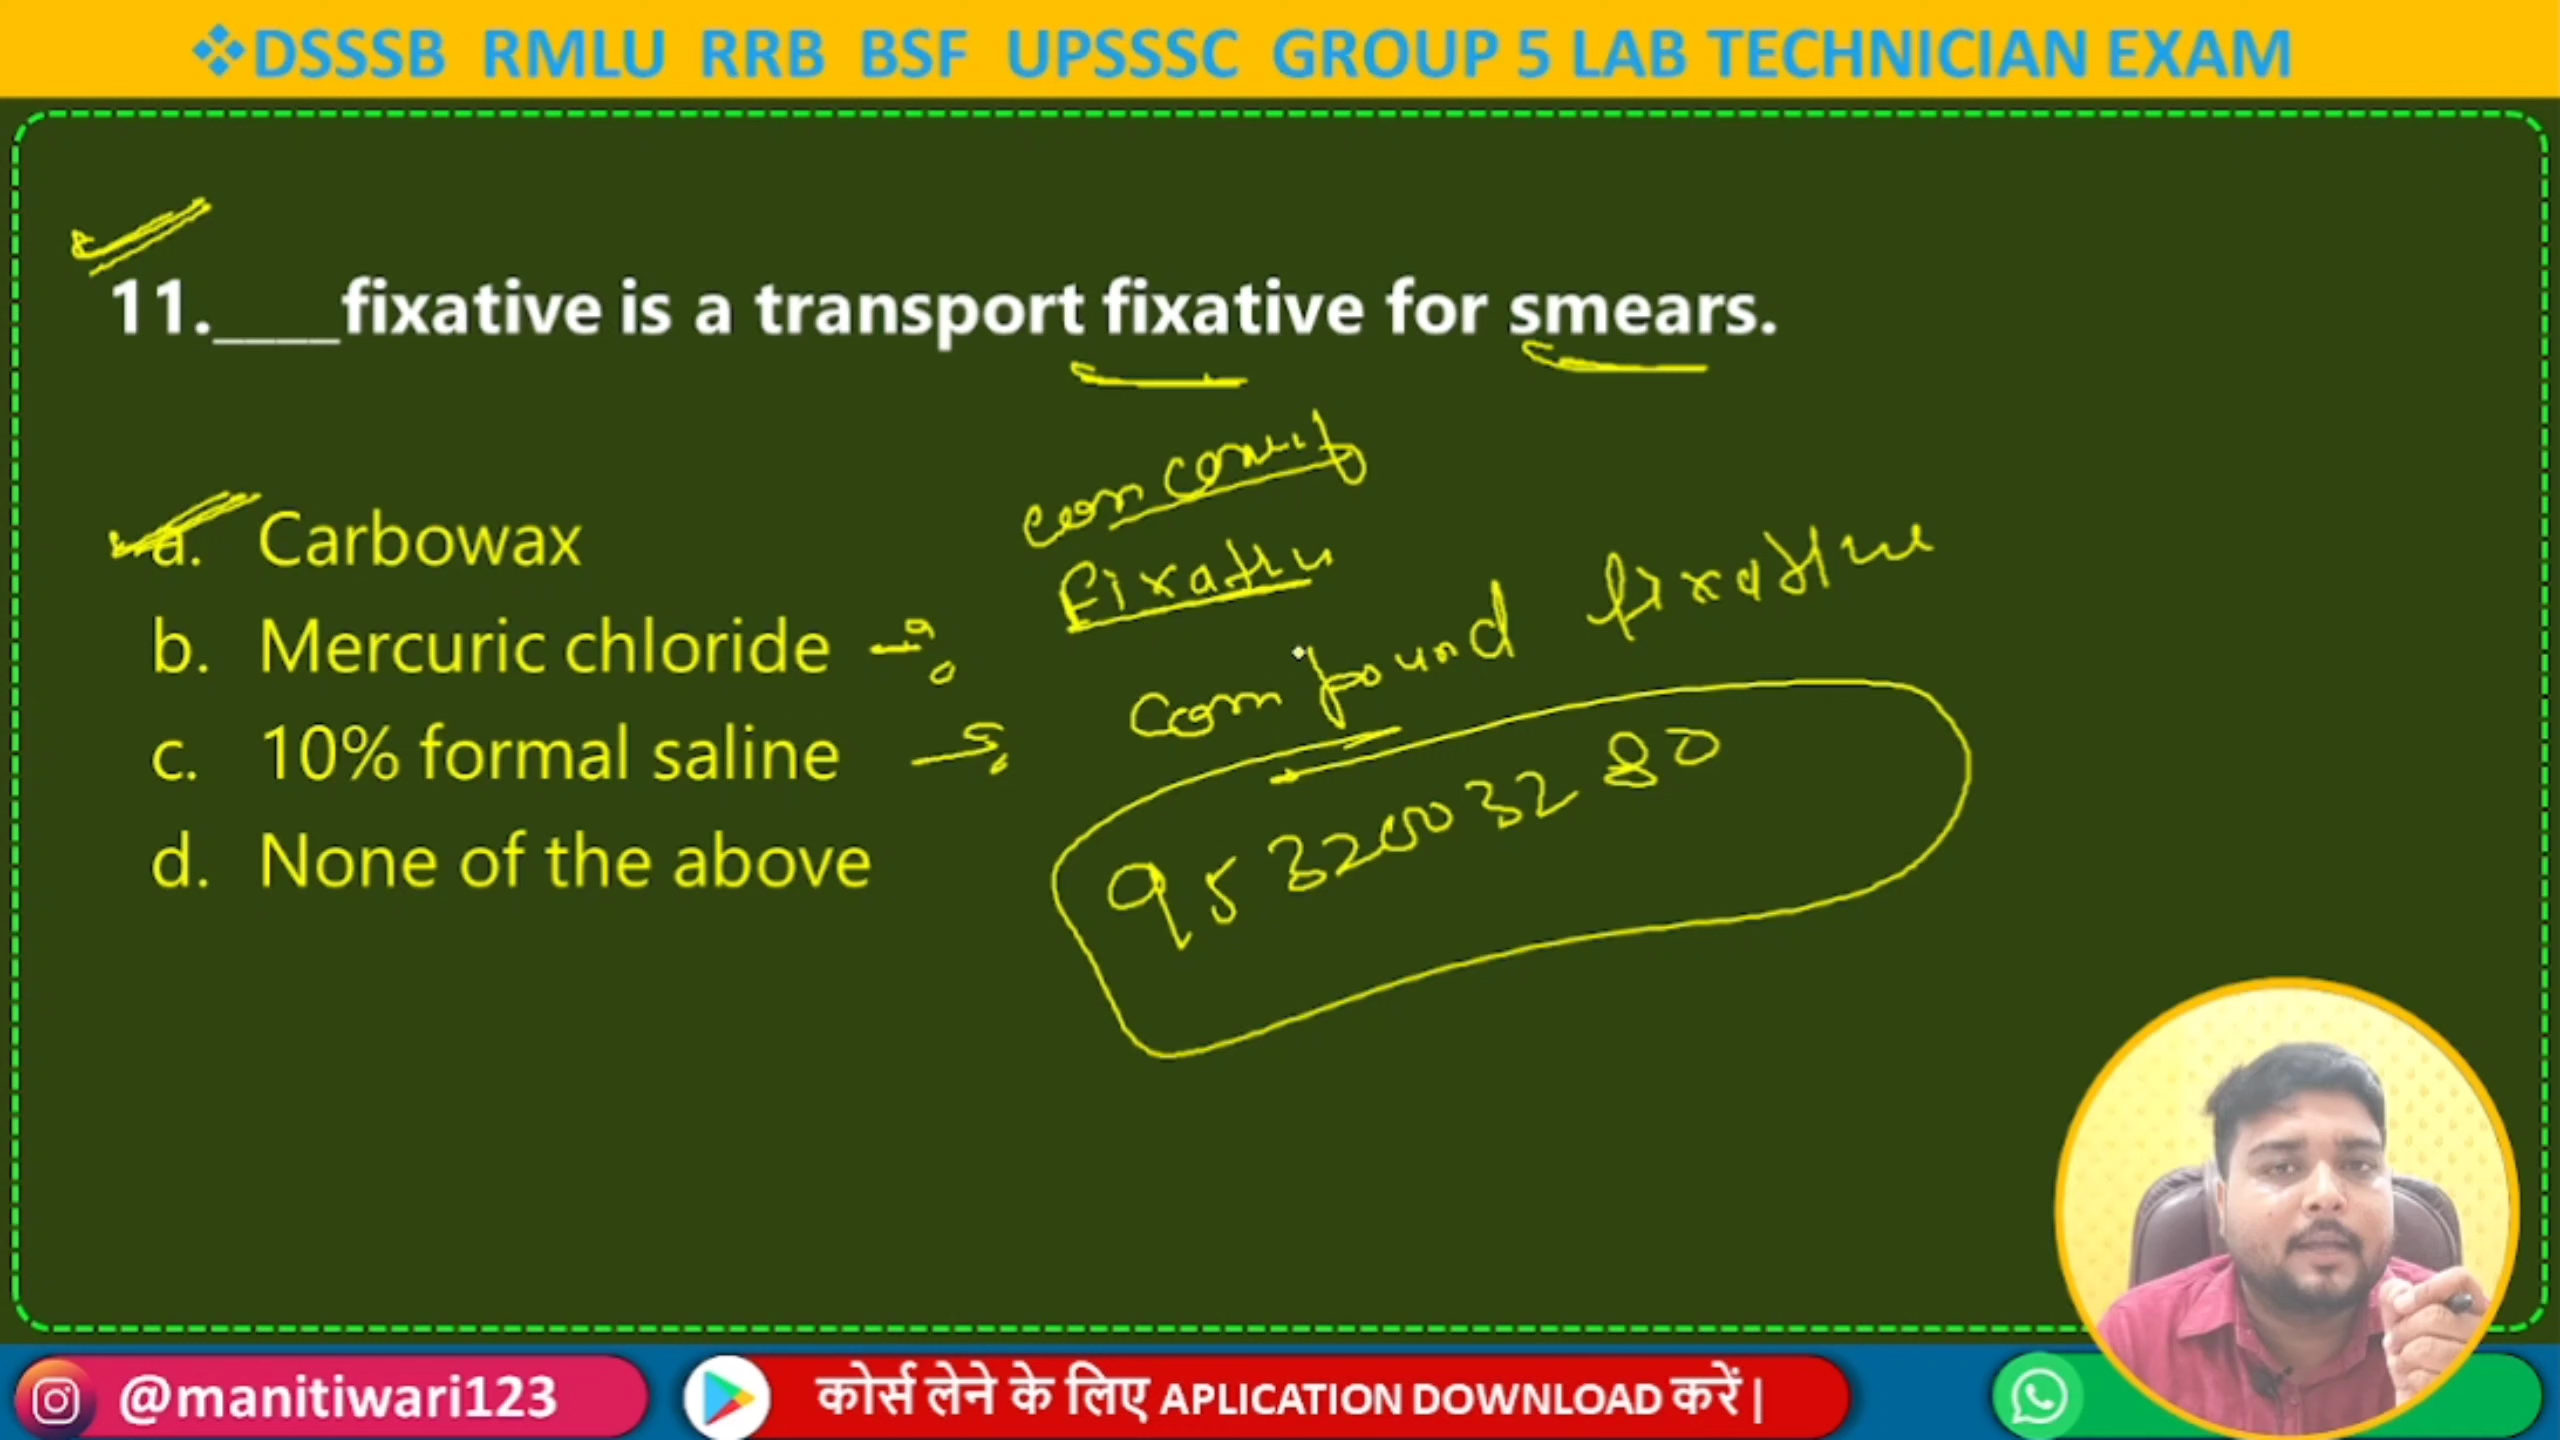 ❖DSSSB RMLU RRB BSF UPSSSC GROUP 5 LAB TECHNICIAN EXAM
11.____fixative is a transport fixative for smears.
a. Carbowax
b. Mercuric chloride
c. 10% formal saline
d. None of the above
compound fixative
@manitiwari123
कोर्स लेने के लिए APLICATION DOWNLOAD करें |